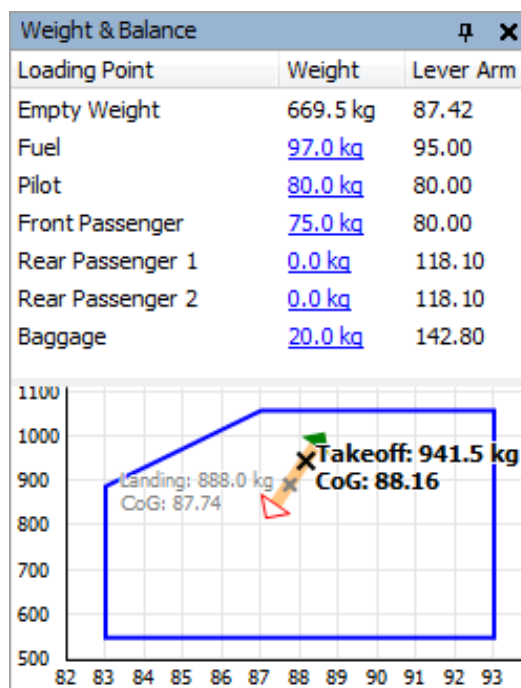 Weight & Balance
Loading Point Weight Lever Arm
Empty Weight 669.5 kg 87.42
Fuel 97.0 kg 95.00
Pilot 80.0 kg 80.00
Front Passenger 75.0 kg 80.00
Rear Passenger 1 0.0 kg 118.10
Rear Passenger 2 0.0 kg 118.10
Baggage 20.0 kg 142.80
1100
1000
Takeoff: 941.5 kg
900
Landing: 888.0 kg
CoG: 88.16
CoG: 87.74
800
700
600
500
82 83 84 85 86 87 88 89 90 91 92 93